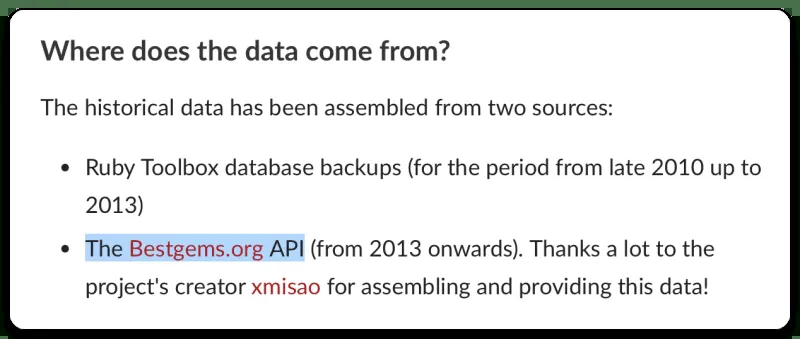 Where does the data come from?
The historical data has been assembled from two sources:
• Ruby Toolbox database backups (for the period from late 2010 up to
2013)
• The Bestgems.org API (from 2013 onwards). Thanks a lot to the
project's creator xmisao for assembling and providing this data!